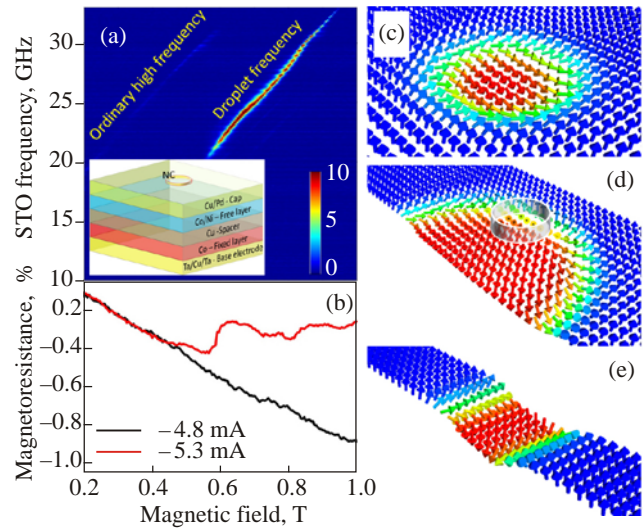 (a)
Ordinary high frequency
Droplet frequency
NC
Cu/Pd - Cap
Co/Ni – Free layer
Cu -Spacer
Co – Fixed layer
Ta/Cu/Ta - Base electrode
10
5
0
30
25
20
15
10
STO frequency, GHz
(b)
0.2
−0.4
−0.6
−0.8
−1.0
Magnetoresistance, %
−4.8 mA
−5.3 mA
0.2 0.4 0.6 0.8 1.0
Magnetic field, T
(c)
(d)
(e)